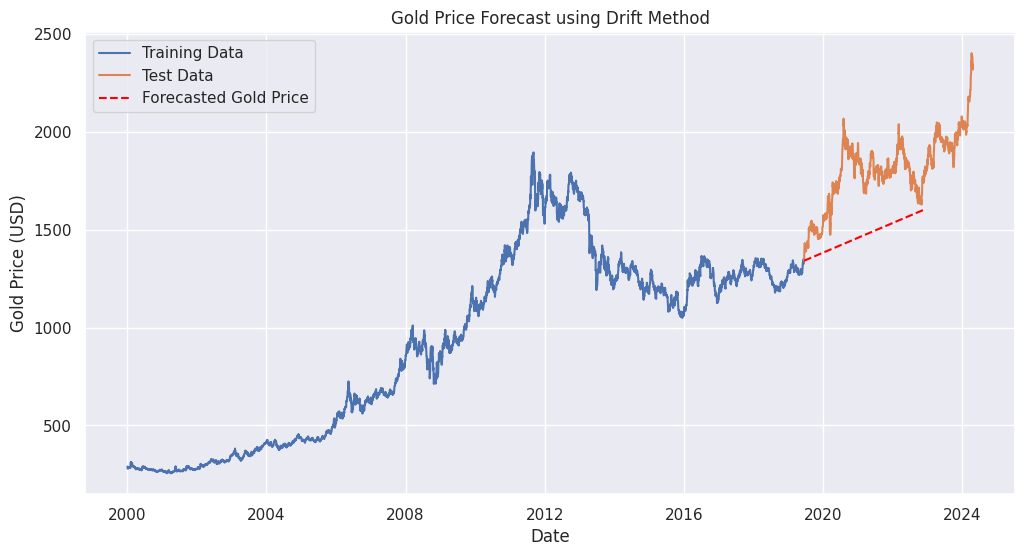 Gold Price Forecast using Drift Method
Training Data
Test Data
Forecasted Gold Price
2500
2000
1500
1000
500
Gold Price (USD)
2000
2004
2008
2012
2016
2020
2024
Date